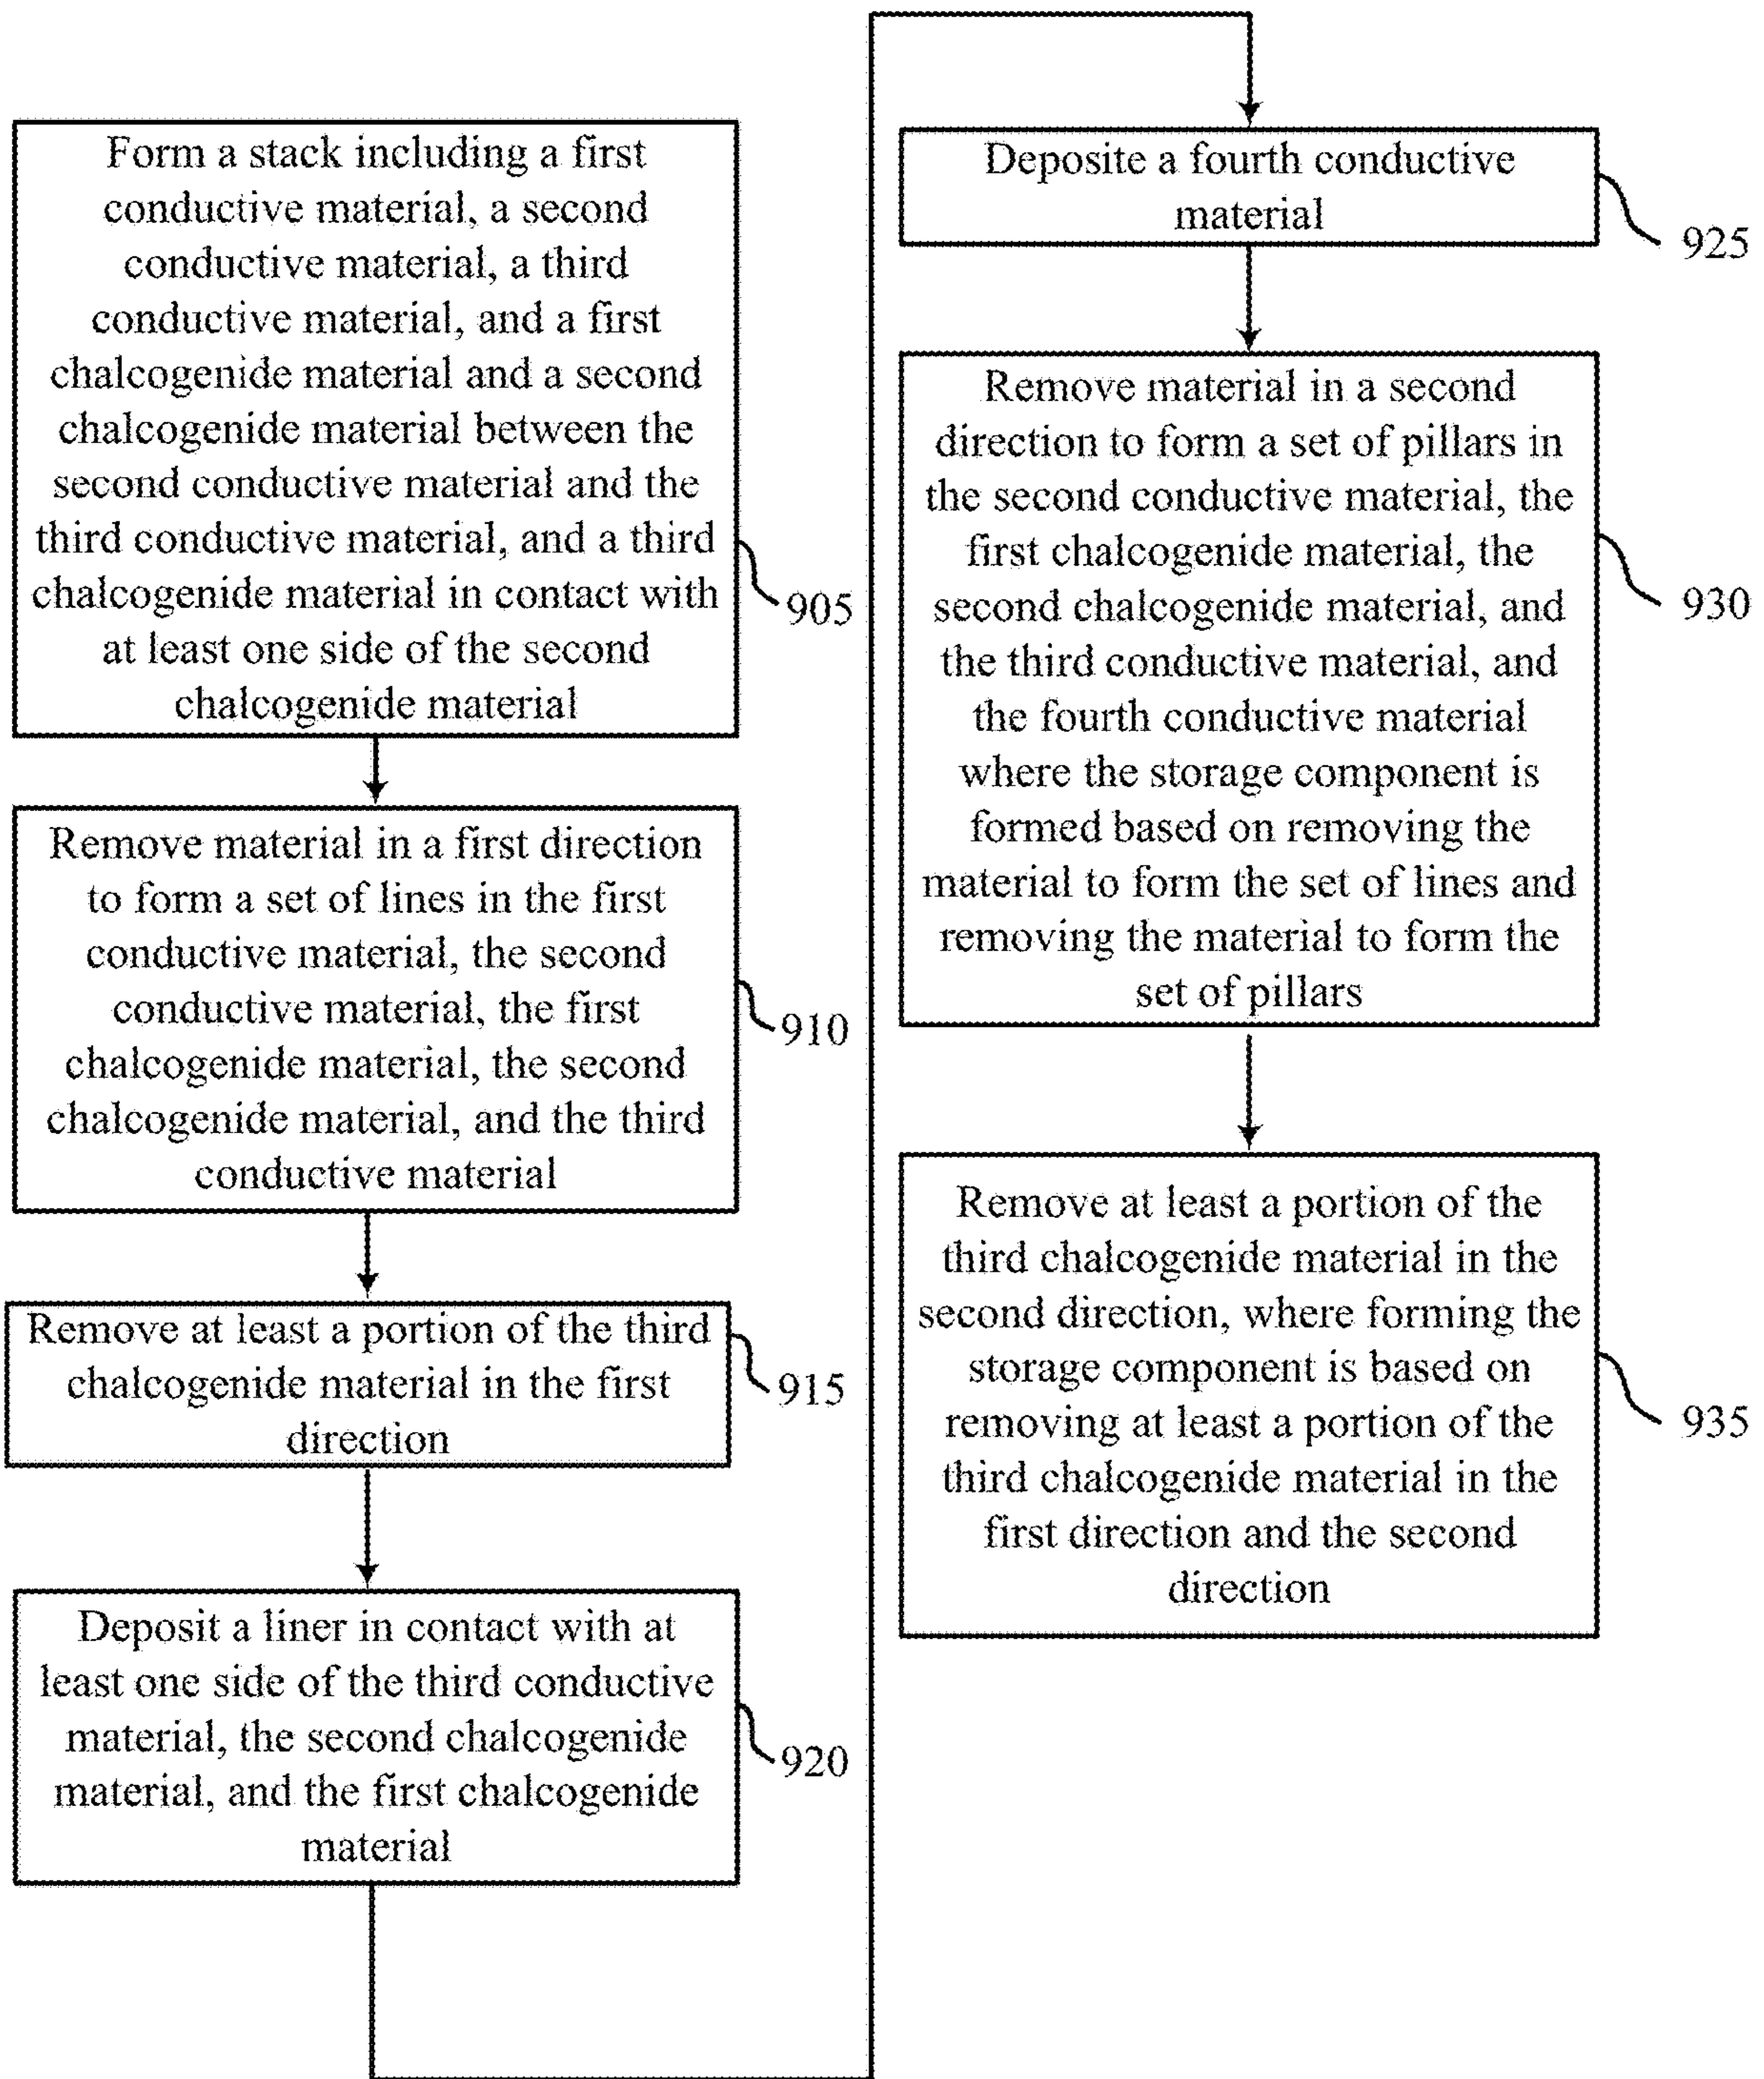 Form a stack including a first
conductive material, a second
conductive material, a third
conductive material, and a first
chalcogenide material and a second
chalcogenide material between the
second conductive material and the
third conductive material, and a third
chalcogenide material in contact with
at least one side of the second
chalcogenide material
905
Remove material in a first direction
to form a set of lines in the first
conductive material, the second
conductive material, the first
chalcogenide material, the second
chalcogenide material, and the third
conductive material
910
Remove at least a portion of the third
chalcogenide material in the first
direction
915
Deposit a liner in contact with at
least one side of the third conductive
material, the second chalcogenide
material, and the first chalcogenide
material
920
Deposite a fourth conductive
material
925
Remove material in a second
direction to form a set of pillars in
the second conductive material, the
first chalcogenide material, the
second chalcogenide material, and
the third conductive material, and
the fourth conductive material
where the storage component is
formed based on removing the
material to form the set of lines and
removing the material to form the
set of pillars
930
Remove at least a portion of the
third chalcogenide material in the
second direction, where forming the
storage component is based on
removing at least a portion of the
third chalcogenide material in the
first direction and the second
direction
935